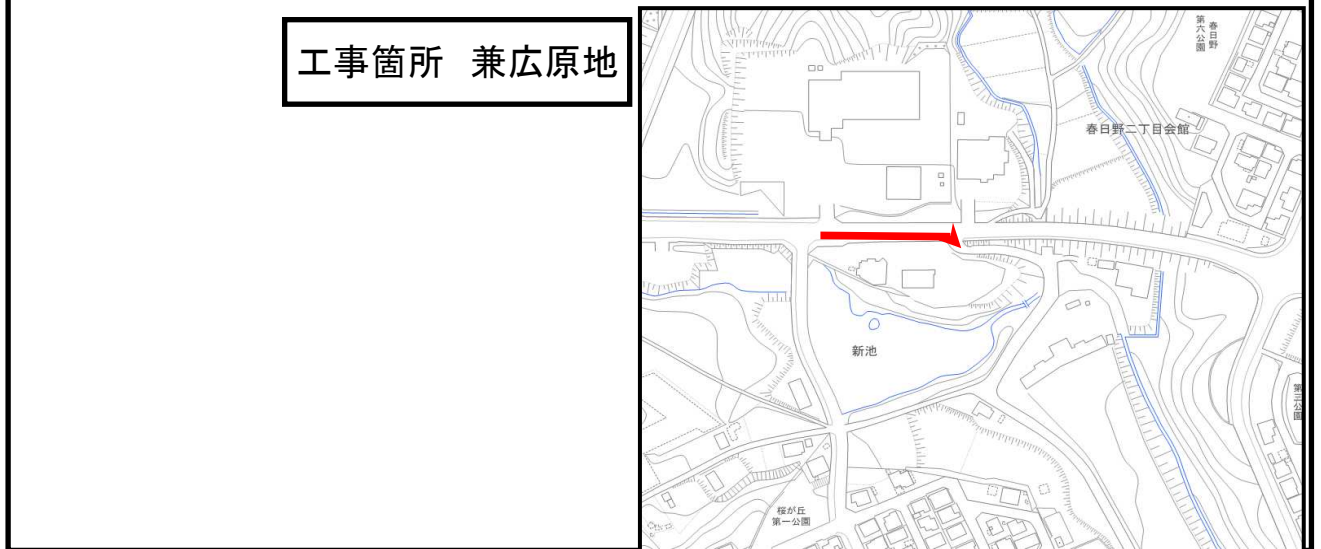 工事箇所　兼広原地
春日野
第六公園
春日野二丁目会館
新池
第三公園
桜が丘
第一公園